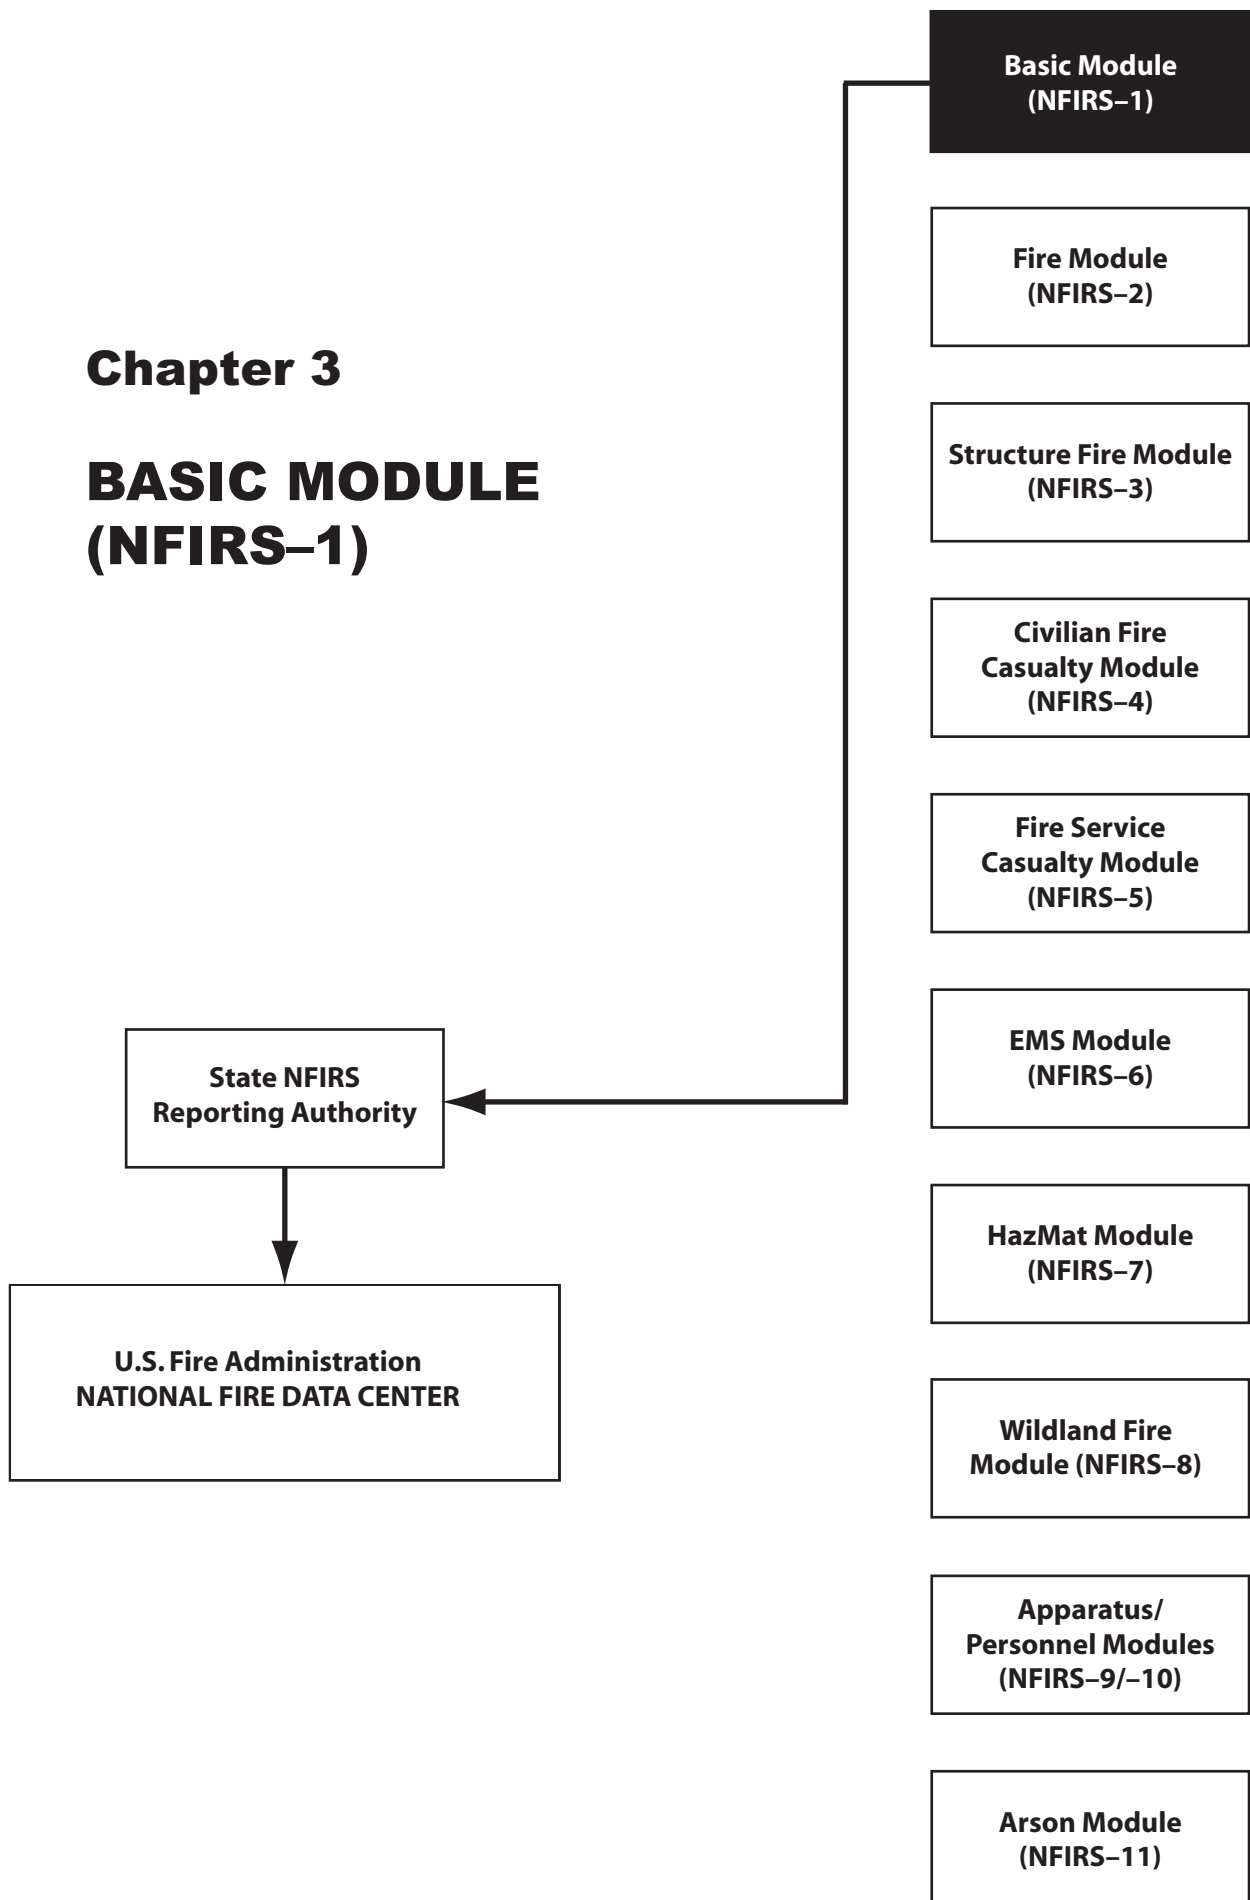 Chapter 3
BASIC MODULE
(NFIRS–1)
Basic Module
(NFIRS–1)
Fire Module
(NFIRS–2)
Structure Fire Module
(NFIRS–3)
Civilian Fire
Casualty Module
(NFIRS–4)
Fire Service
Casualty Module
(NFIRS–5)
EMS Module
(NFIRS–6)
HazMat Module
(NFIRS–7)
Wildland Fire
Module (NFIRS–8)
Apparatus/
Personnel Modules
(NFIRS–9/–10)
Arson Module
(NFIRS–11)
State NFIRS
Reporting Authority
U.S. Fire Administration
NATIONAL FIRE DATA CENTER